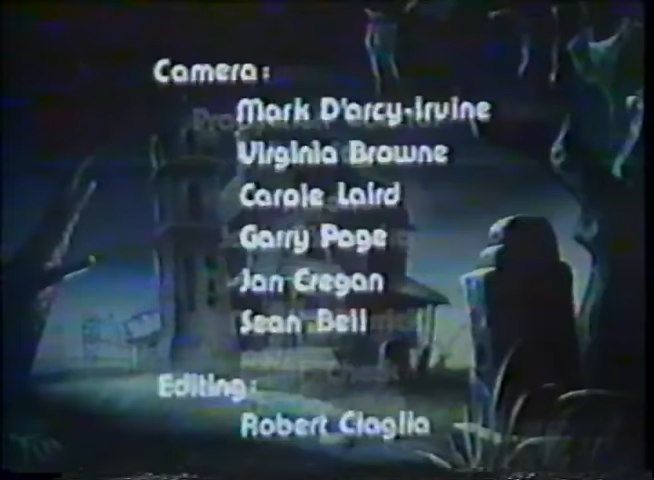 Camera:
Mark D'arcy-Irvine
Virginia Browne
Carole Laird
Garry Page
Jan Cregan
Sean Bell
Editing:
Robert Ciaglia